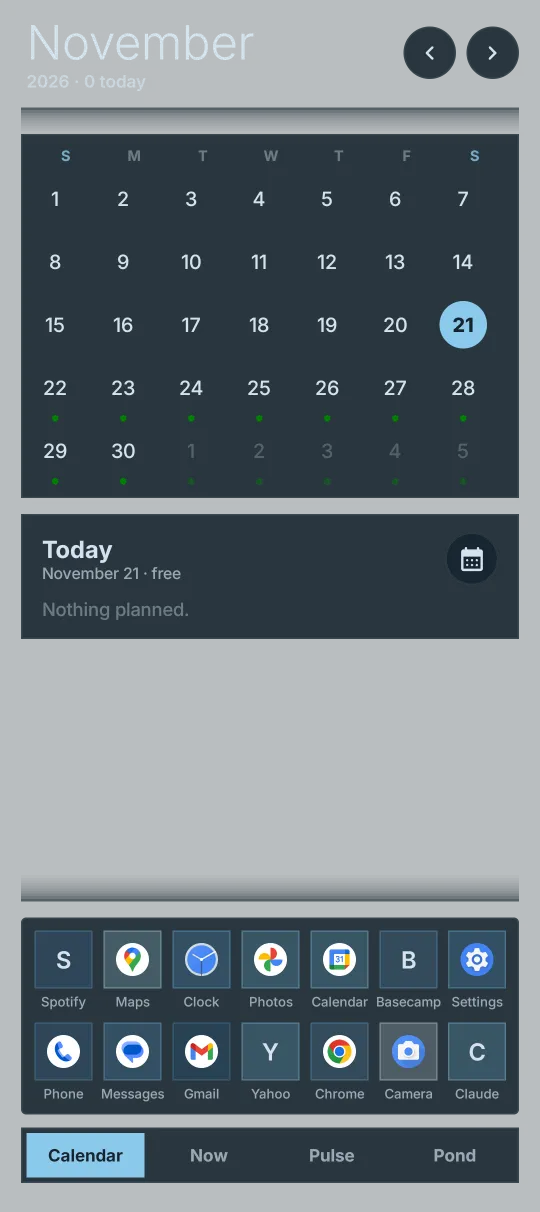 November
2026 · 0 today
S M T W T F S
1 2 3 4 5 6 7
8 9 10 11 12 13 14
15 16 17 18 19 20 21
22 23 24 25 26 27 28
29 30 1 2 3 4 5
Today
November 21 · free
Nothing planned.
S 31 B
Spotify Maps Clock Photos Calendar Basecamp Settings
Y C
Phone Messages Gmail Yahoo Chrome Camera Claude
Calendar Now Pulse Pond